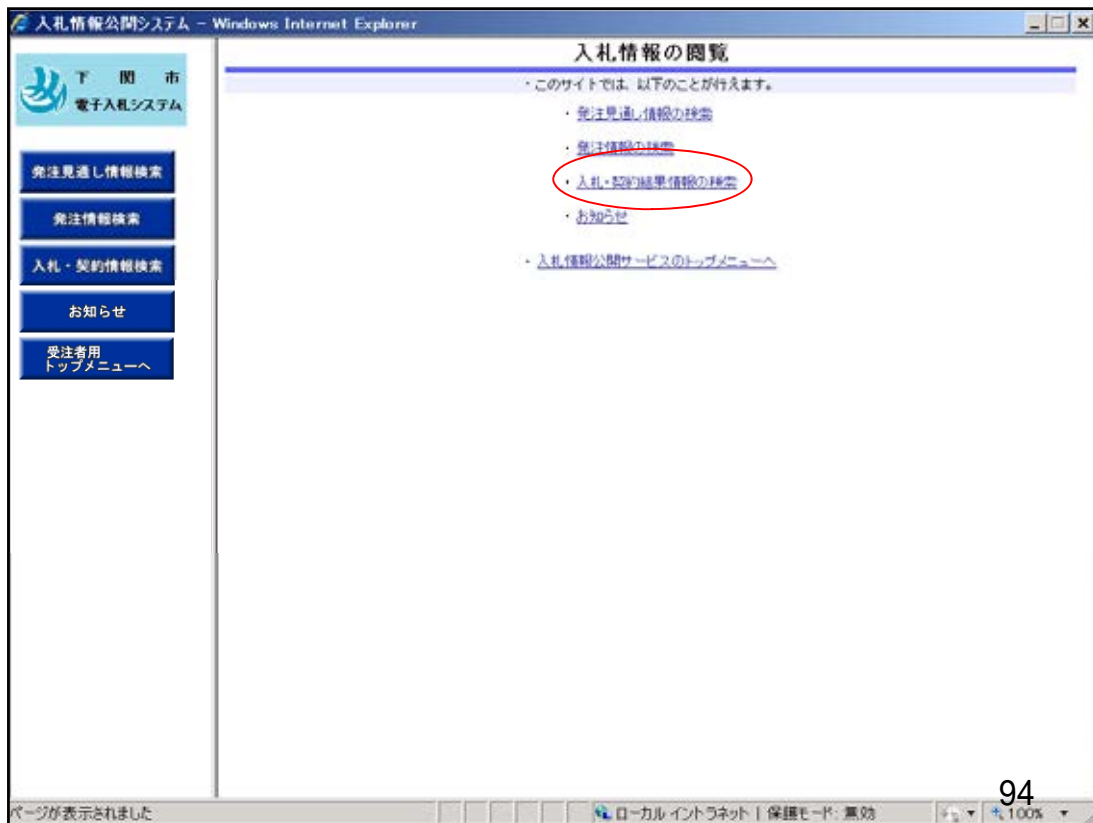 入札情報公開システム - Windows Internet Explorer
下関市
電子入札システム
発注見通し情報検索
発注情報検索
入札・契約情報検索
お知らせ
受注者用
トップメニューへ
入札情報の閲覧
・このサイトでは、以下のことが行えます。
・ 発注見通し情報の検索
・ 発注情報の検索
・ 入札・契約結果情報の検索
・ お知らせ
・ 入札情報公開サービスのトップメニューへ
94
ページが表示されました
ローカル イントラネット | 保護モード: 無効
100%